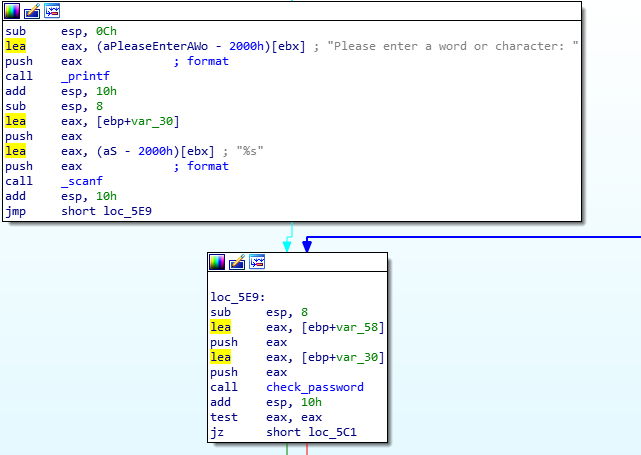 sub     esp, 0Ch
lea     eax, (aPleaseEnterAWo - 2000h)[ebx] ; "Please enter a word or character: "
push    eax             ; format
call    _printf
add     esp, 10h
sub     esp, 8
lea     eax, [ebp+var_30]
push    eax
lea     eax, (aS - 2000h)[ebx] ; "%s"
push    eax             ; format
call    _scanf
add     esp, 10h
jmp     short loc_5E9
loc_5E9:
sub     esp, 8
lea     eax, [ebp+var_58]
push    eax
lea     eax, [ebp+var_30]
push    eax
call    check_password
add     esp, 10h
test    eax, eax
jz      short loc_5C1